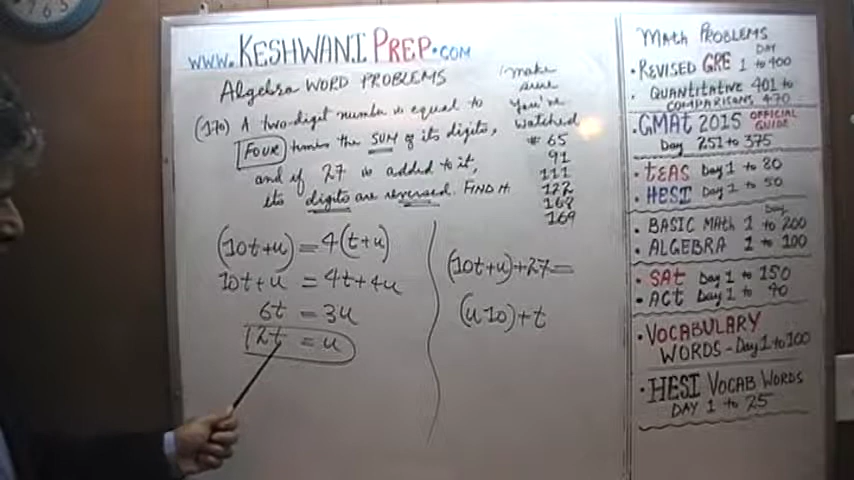 www.KESHWANIPREP.COM
Algebra WORD PROBLEMS
(170) A two-digit number is equal to
FOUR times the SUM of its digits,
and if 27 is added to it,
its digits are reversed. FIND it
make
sure
you've
watched
# 65
91
111
122
168
169
(10t+u) = 4(t+u)
10t+u = 4t+4u
6t = 3u
2t = u
(10t+u)+27=
(u10)+t
MATH PROBLEMS
DAY
• REVISED GRE 1 to 400
• QUANTITATIVE 401 to
COMPARISONS 470
• GMAT 2015 OFFICIAL
GUIDE
Day 251 to 375
• TEAS Day 1 to 80
• HESI Day 1 to 50
Day
• BASIC MATH 1 to 200
• ALGEBRA 1 to 100
• SAT Day 1 to 150
• ACT Day 1 to 90
• VOCABULARY
WORDS - Day 1 to 100
• HESI VOCAB WORDS
DAY 1 to 25